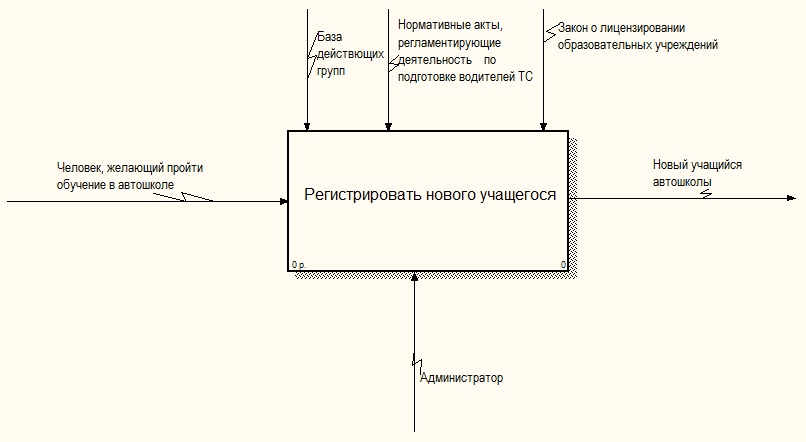 База
действющих
групп
Нормативные акты,
регламентирующие
деятельность по
подготовке водителей ТС
Закон о лицензировании
образовательных учреждений
Человек, желающий пройти
обучение в автошколе
Регистрировать нового учащегося
Новый учащийся
автошколы
0 р.
0
Администратор